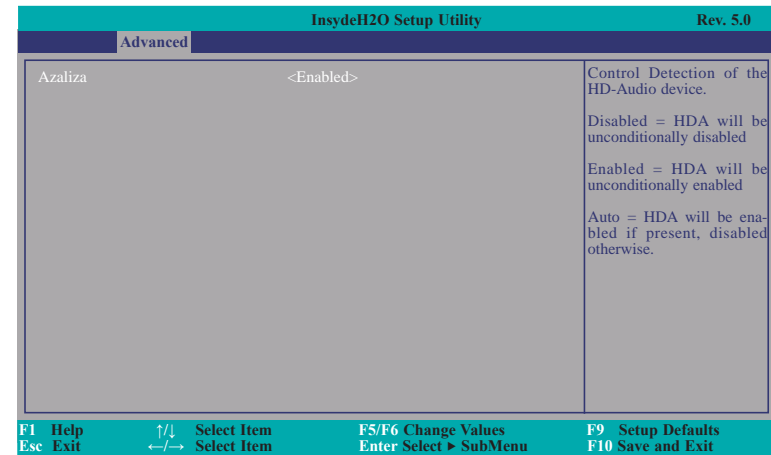 InsydeH2O Setup Utility Rev. 5.0
Advanced
Azaliza <Enabled>
Control Detection of the
HD-Audio device.
Disabled = HDA will be
unconditionally disabled
Enabled = HDA will be
unconditionally enabled
Auto = HDA will be ena-
bled if present, disabled
otherwise.
F1 Help ↑/↓ Select Item F5/F6 Change Values F9 Setup Defaults
Esc Exit ←/→ Select Item Enter Select ▶ SubMenu F10 Save and Exit